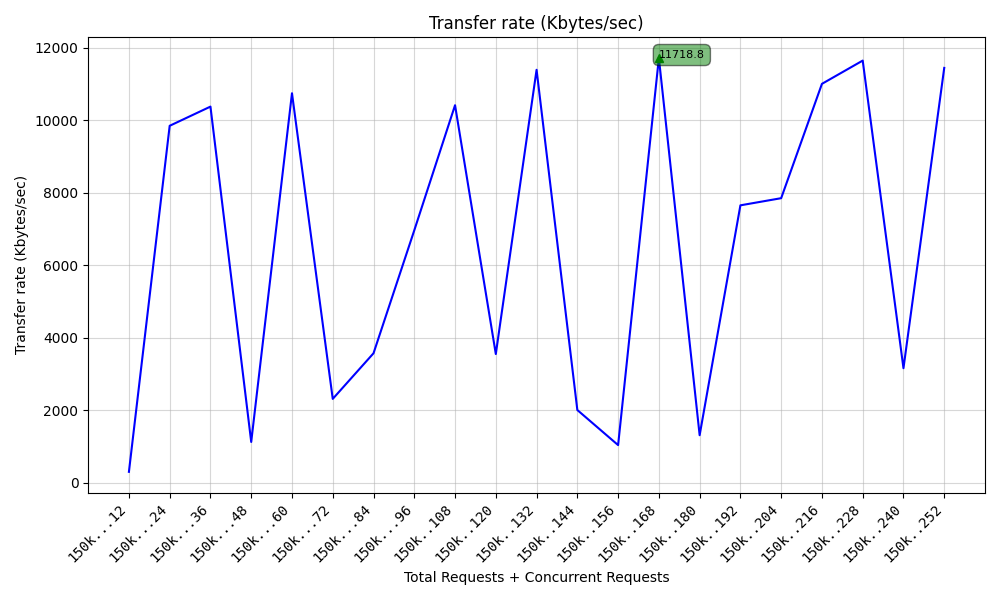 Transfer rate (Kbytes/sec)
11718.8
12000
10000
8000
6000
4000
2000
0
Transfer rate (Kbytes/sec)
150k...12
150k...24
150k...36
150k...48
150k...60
150k...72
150k...84
150k...96
150k..108
150k..120
150k..132
150k..144
150k..156
150k..168
150k..180
150k..192
150k..204
150k..216
150k..228
150k..240
150k..252
Total Requests + Concurrent Requests